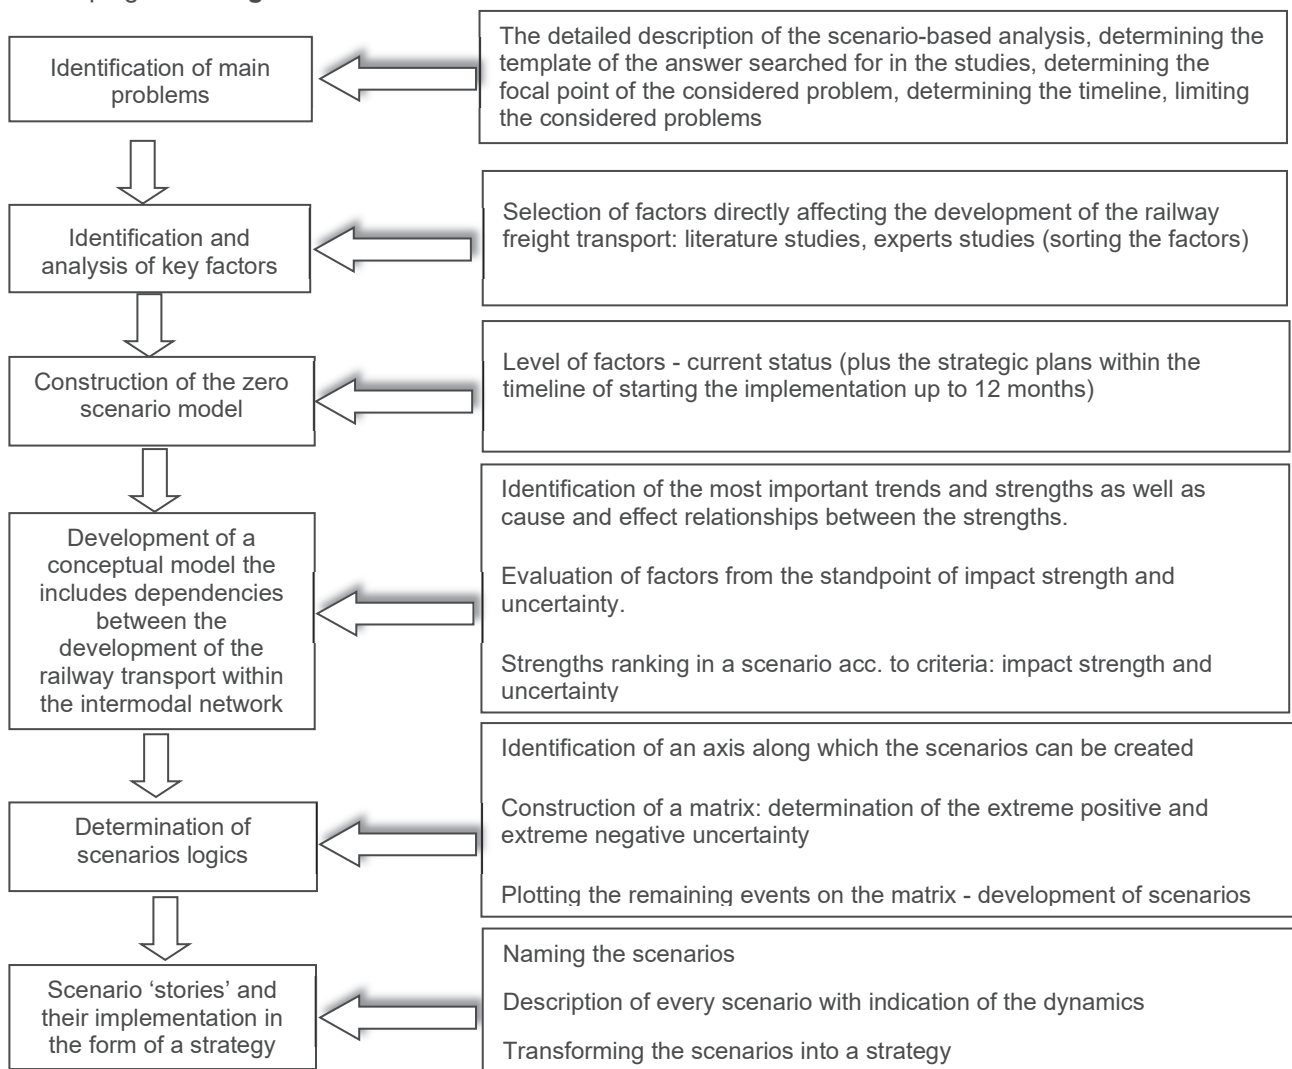 Identification of main
problems
The detailed description of the scenario-based analysis, determining the
template of the answer searched for in the studies, determining the
focal point of the considered problem, determining the timeline, limiting
the considered problems
Identification and
analysis of key factors
Selection of factors directly affecting the development of the railway
freight transport: literature studies, experts studies (sorting the factors)
Construction of the zero
scenario model
Level of factors - current status (plus the strategic plans within the
timeline of starting the implementation up to 12 months)
Development of a
conceptual model the
includes dependencies
between the
development of the
railway transport within
the intermodal network
Identification of the most important trends and strengths as well as
cause and effect relationships between the strengths.
Evaluation of factors from the standpoint of impact strength and
uncertainty.
Strengths ranking in a scenario acc. to criteria: impact strength and
uncertainty
Determination of
scenarios logics
Identification of an axis along which the scenarios can be created
Construction of a matrix: determination of the extreme positive and
extreme negative uncertainty
Plotting the remaining events on the matrix - development of scenarios
Scenario ‘stories’ and
their implementation in
the form of a strategy
Naming the scenarios
Description of every scenario with indication of the dynamics
Transforming the scenarios into a strategy